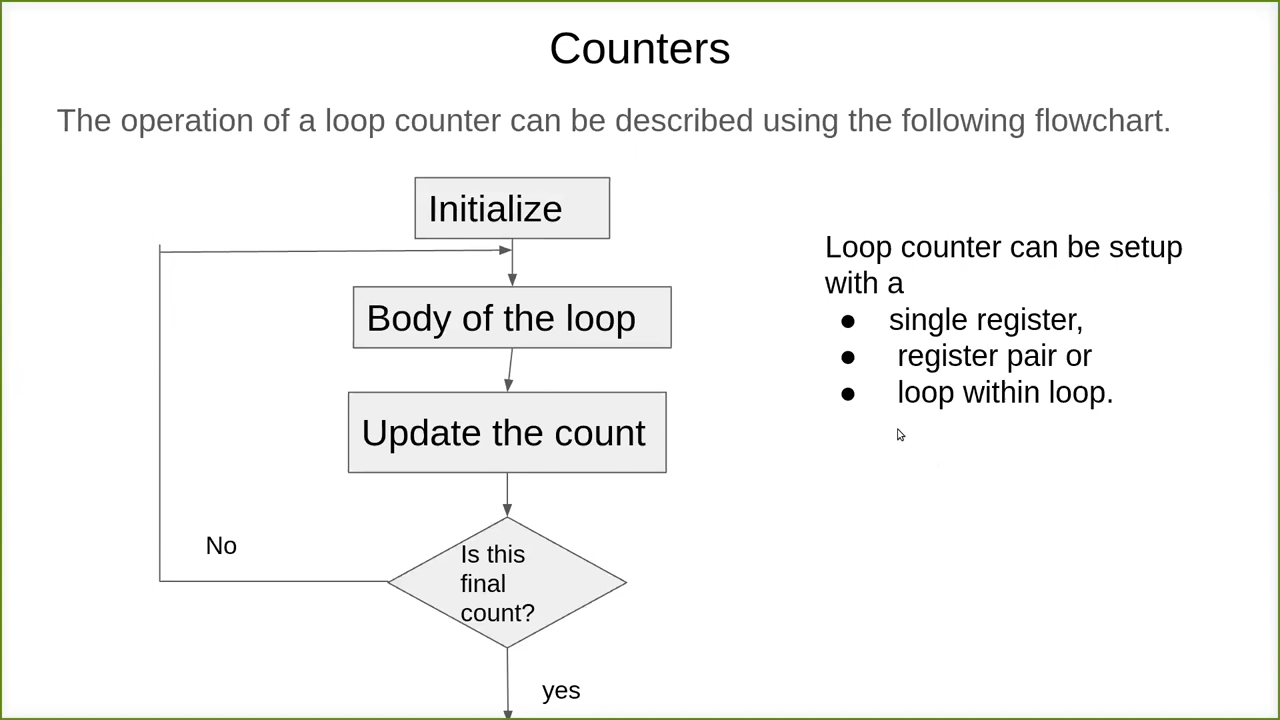 Counters
The operation of a loop counter can be described using the following flowchart.
Initialize
Body of the loop
Update the count
Is this
final
count?
No
yes
Loop counter can be setup
with a
● single register,
● register pair or
● loop within loop.